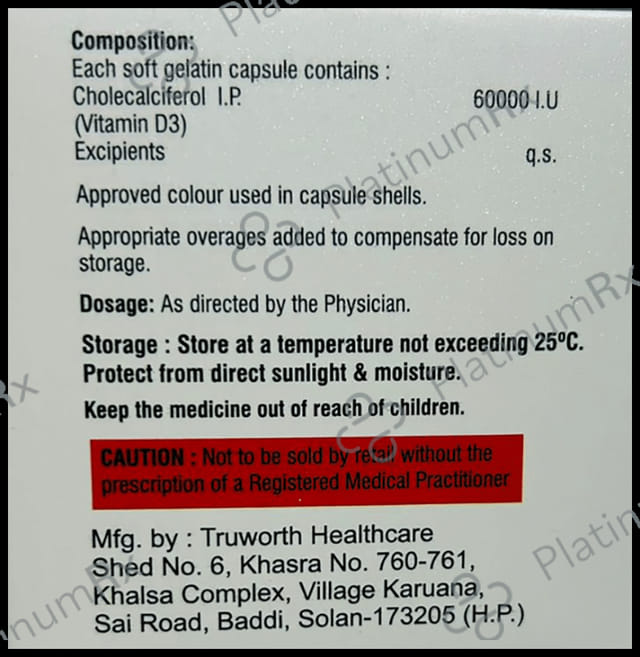 Composition:
Each soft gelatin capsule contains :
Cholecalciferol I.P. 60000 I.U
(Vitamin D3)
Excipients q.s.
Approved colour used in capsule shells.
Appropriate overages added to compensate for loss on
storage.
Dosage: As directed by the Physician.
Storage : Store at a temperature not exceeding 25ºC.
Protect from direct sunlight & moisture.
Keep the medicine out of reach of children.
CAUTION : Not to be sold by retail without the
prescription of a Registered Medical Practitioner
Mfg. by : Truworth Healthcare
Shed No. 6, Khasra No. 760-761,
Khalsa Complex, Village Karuana,
Sai Road, Baddi, Solan-173205 (H.P.)
PlatinumRx
PlatinumRx